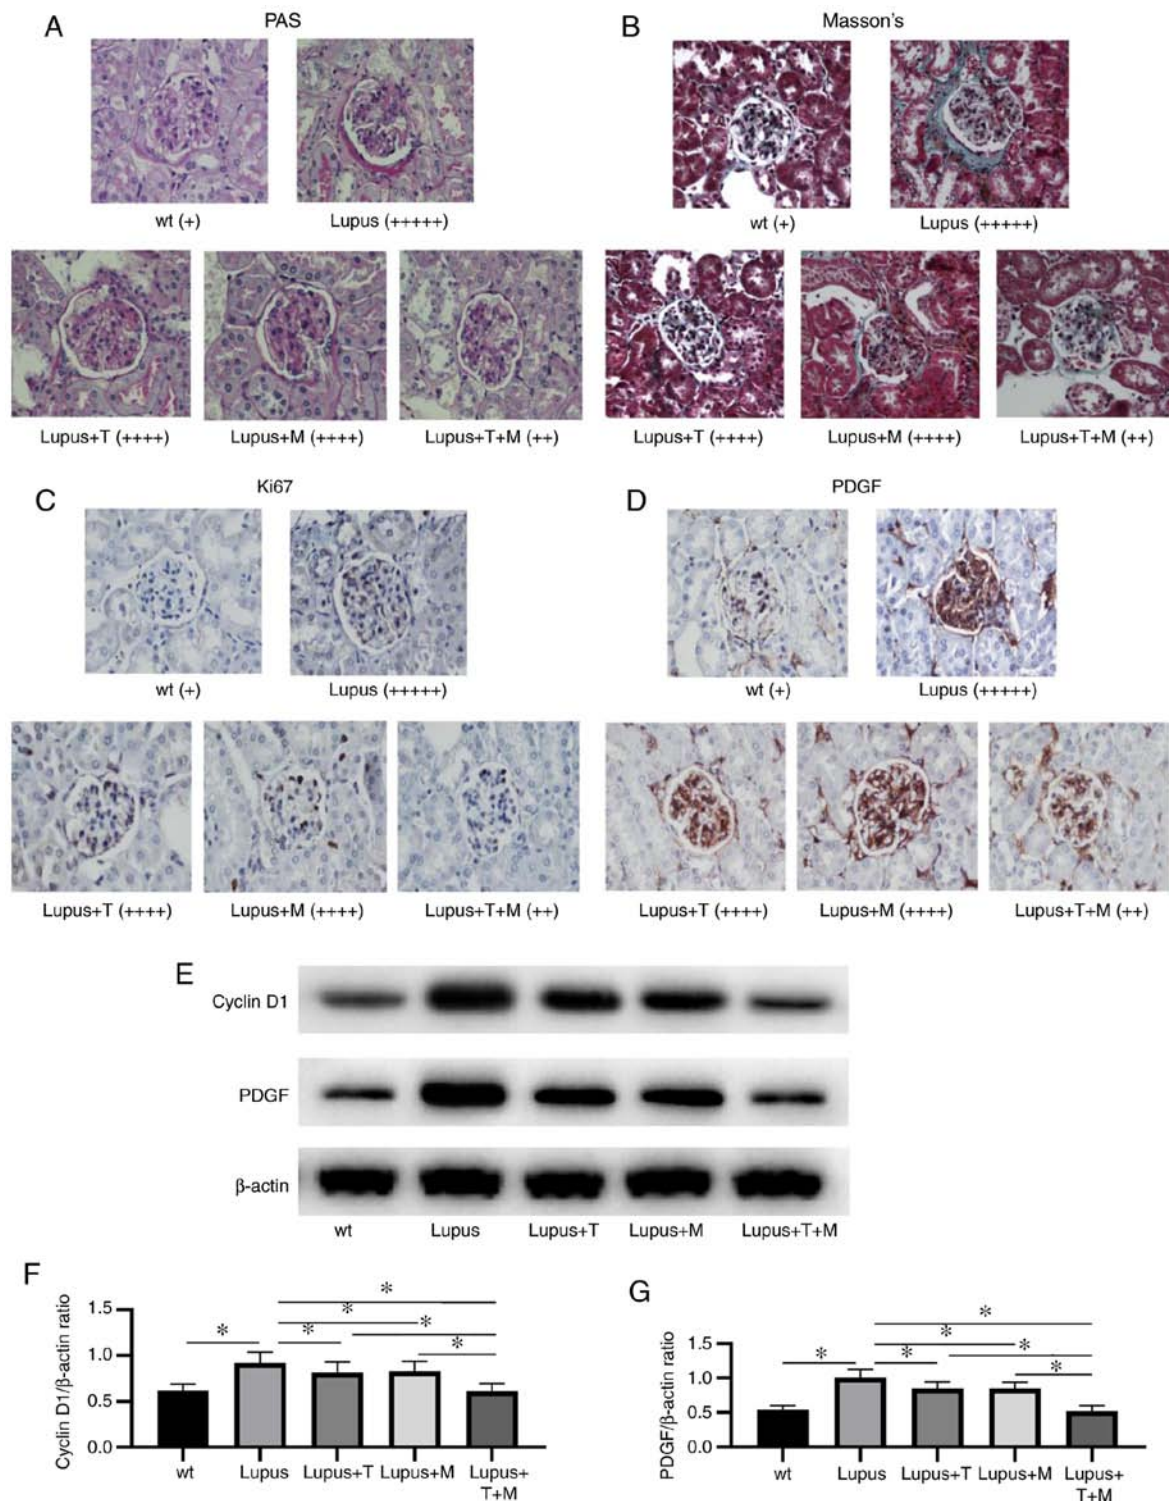 A
PAS
wt (+)
Lupus (+++++)
Lupus+T (++++)
Lupus+M (++++)
Lupus+T+M (++)
B
Masson's
wt (+)
Lupus (+++++)
Lupus+T (++++)
Lupus+M (++++)
Lupus+T+M (++)
C
Ki67
wt (+)
Lupus (+++++)
Lupus+T (++++)
Lupus+M (++++)
Lupus+T+M (++)
D
PDGF
wt (+)
Lupus (+++++)
Lupus+T (++++)
Lupus+M (++++)
Lupus+T+M (++)
E
Cyclin D1
PDGF
β-actin
wt Lupus Lupus+T Lupus+M Lupus+T+M
F
Cyclin D1/β-actin ratio
1.5
1.0
0.5
0.0
* * * * * *
wt Lupus Lupus+T Lupus+M Lupus+
T+M
G
PDGF/β-actin ratio
1.5
1.0
0.5
0.0
* * * * * *
wt Lupus Lupus+T Lupus+M Lupus+
T+M